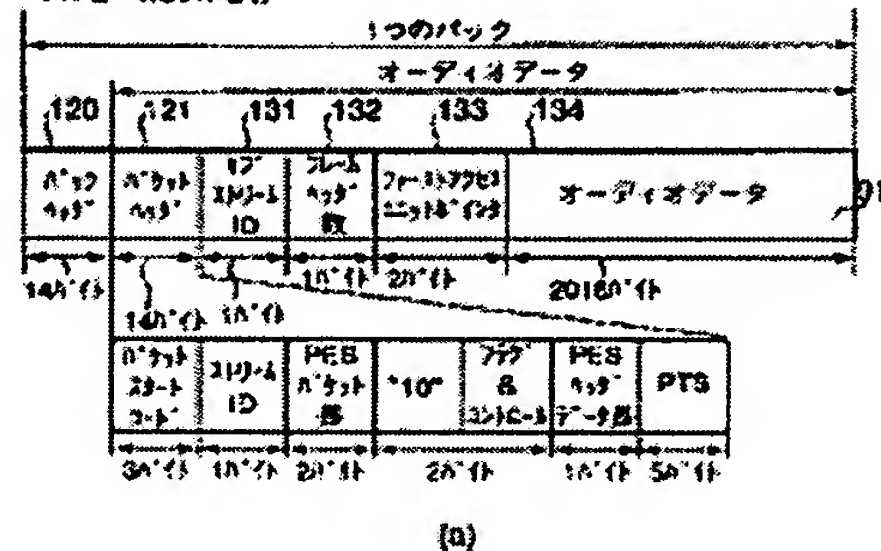 1つのパック
オーディオデータ
120 121 131 132 133 134
パック
ヘッダ
パケット
ヘッダ
サブ
ストリーム
ID
フレーム
ヘッダ
数
ファーストアクセス
ユニットポインタ
オーディオデータ
14バイト
14バイト
1バイト
1バイト
2バイト
2016バイト
パケット
スタート
コード
ストリーム
ID
PES
パケット
長
"10"
フラグ
&
コントロール
PES
ヘッダ
データ長
PTS
3バイト 1バイト 2バイト 2バイト 1バイト 5バイト
(a)